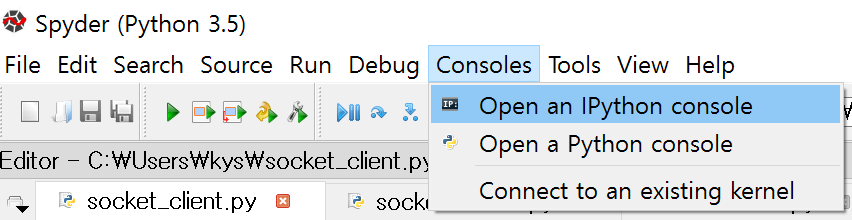 Spyder (Python 3.5)
File Edit Search Source Run Debug Consoles Tools View Help
IP: Open an IPython console
Open a Python console
Editor - C:₩Users₩kys₩socket_client.py
Connect to an existing kernel
socket_client.py